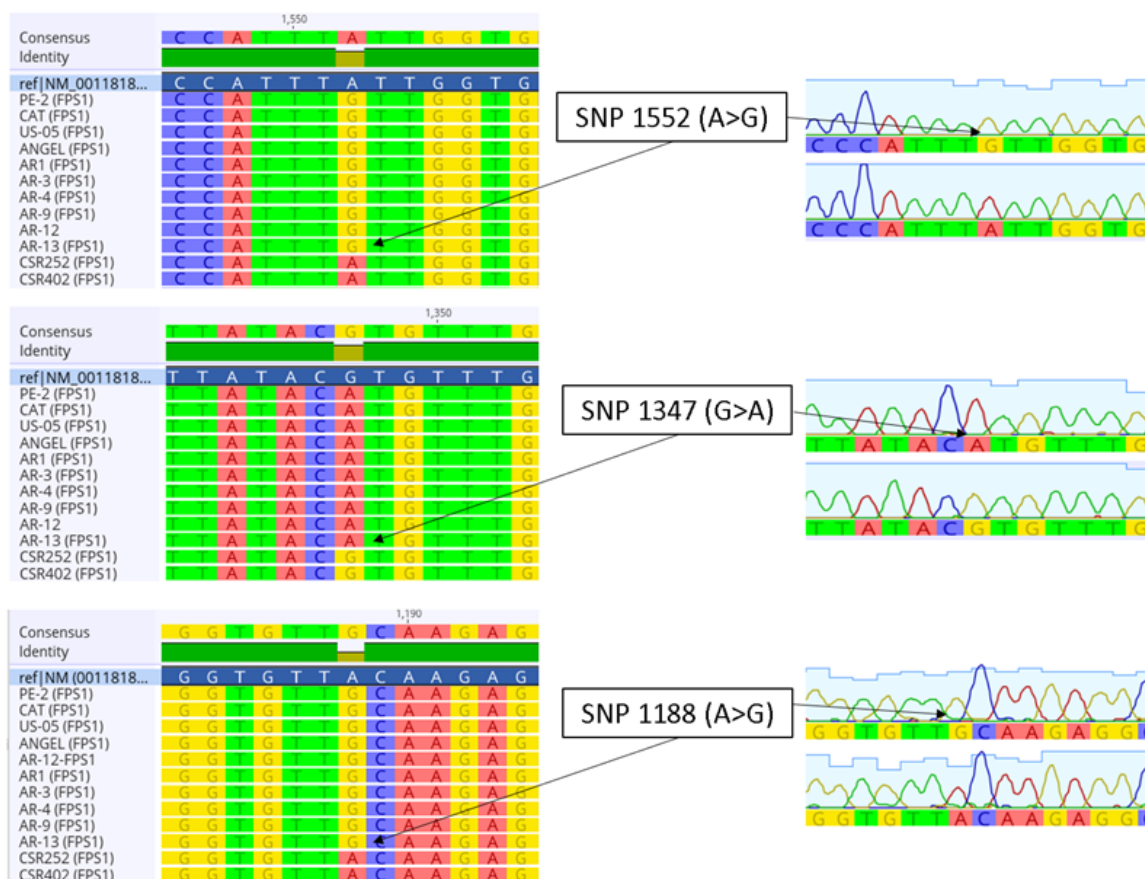 1,550
Consensus C C A T T T A T T G G T G
Identity
ref|NM_0011818... C C A T T T A T T G G T G
PE-2 (FPS1) C C A T T T G T T G G T G
CAT (FPS1) C C A T T T G T T G G T G
US-05 (FPS1) C C A T T T G T T G G T G
ANGEL (FPS1) C C A T T T G T T G G T G
AR1 (FPS1) C C A T T T G T T G G T G
AR-3 (FPS1) C C A T T T G T T G G T G
AR-4 (FPS1) C C A T T T G T T G G T G
AR-9 (FPS1) C C A T T T G T T G G T G
AR-12 C C A T T T G T T G G T G
AR-13 (FPS1) C C A T T T G T T G G T G
CSR252 (FPS1) C C A T T T A T T G G T G
CSR402 (FPS1) C C A T T T A T T G G T G
SNP 1552 (A>G)
C C C A T T T G T T G G T G
C C C A T T T A T T G G T G
1,350
Consensus T T A T A C G T G T T T G
Identity
ref|NM_0011818... T T A T A C G T G T T T G
PE-2 (FPS1) T T A T A C A T G T T T G
CAT (FPS1) T T A T A C A T G T T T G
US-05 (FPS1) T T A T A C A T G T T T G
ANGEL (FPS1) T T A T A C A T G T T T G
AR1 (FPS1) T T A T A C A T G T T T G
AR-3 (FPS1) T T A T A C A T G T T T G
AR-4 (FPS1) T T A T A C A T G T T T G
AR-9 (FPS1) T T A T A C A T G T T T G
AR-12 T T A T A C A T G T T T G
AR-13 (FPS1) T T A T A C A T G T T T G
CSR252 (FPS1) T T A T A C G T G T T T G
CSR402 (FPS1) T T A T A C G T G T T T G
SNP 1347 (G>A)
T T A T A C A T G T T T G
T T A T A C G T G T T T G
1,190
Consensus G G T G T T G C A A G A G
Identity
ref|NM (0011818... G G T G T T A C A A G A G
PE-2 (FPS1) G G T G T T G C A A G A G
CAT (FPS1) G G T G T T G C A A G A G
US-05 (FPS1) G G T G T T G C A A G A G
ANGEL (FPS1) G G T G T T G C A A G A G
AR-12-FPS1 G G T G T T G C A A G A G
AR1 (FPS1) G G T G T T G C A A G A G
AR-3 (FPS1) G G T G T T G C A A G A G
AR-4 (FPS1) G G T G T T G C A A G A G
AR-9 (FPS1) G G T G T T G C A A G A G
AR-13 (FPS1) G G T G T T G C A A G A G
CSR252 (FPS1) G G T G T T A C A A G A G
CSR402 (FPS1) G G T G T T A C A A G A G
SNP 1188 (A>G)
G G T G T T G C A A G A G G
G G T G T T A C A A G A G G